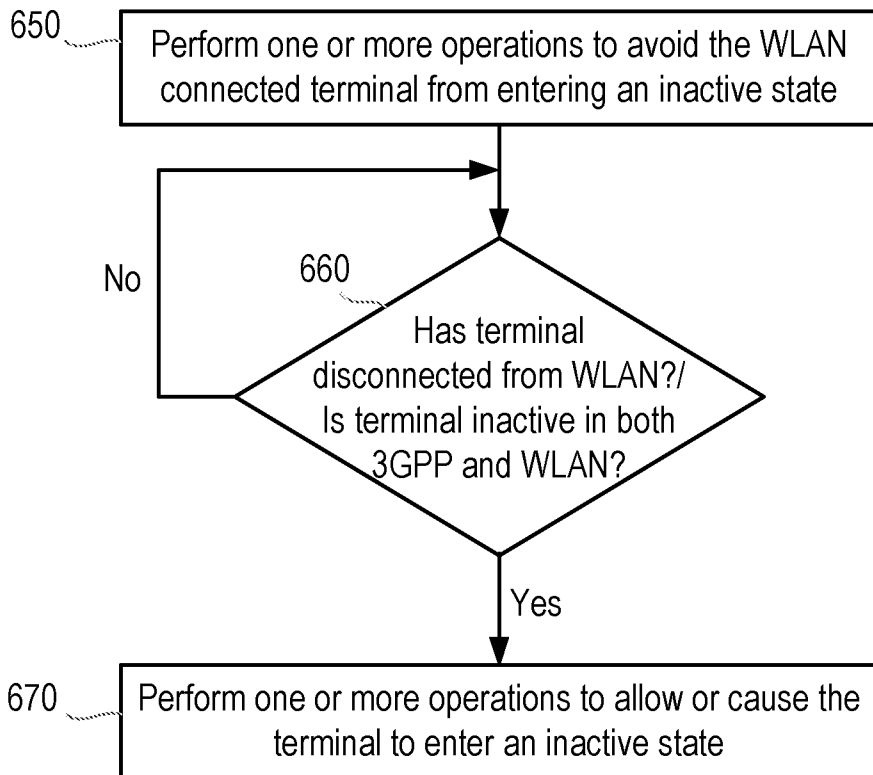 650
Perform one or more operations to avoid the WLAN
connected terminal from entering an inactive state
No
660
Has terminal
disconnected from WLAN?/
Is terminal inactive in both
3GPP and WLAN?
Yes
670
Perform one or more operations to allow or cause the
terminal to enter an inactive state